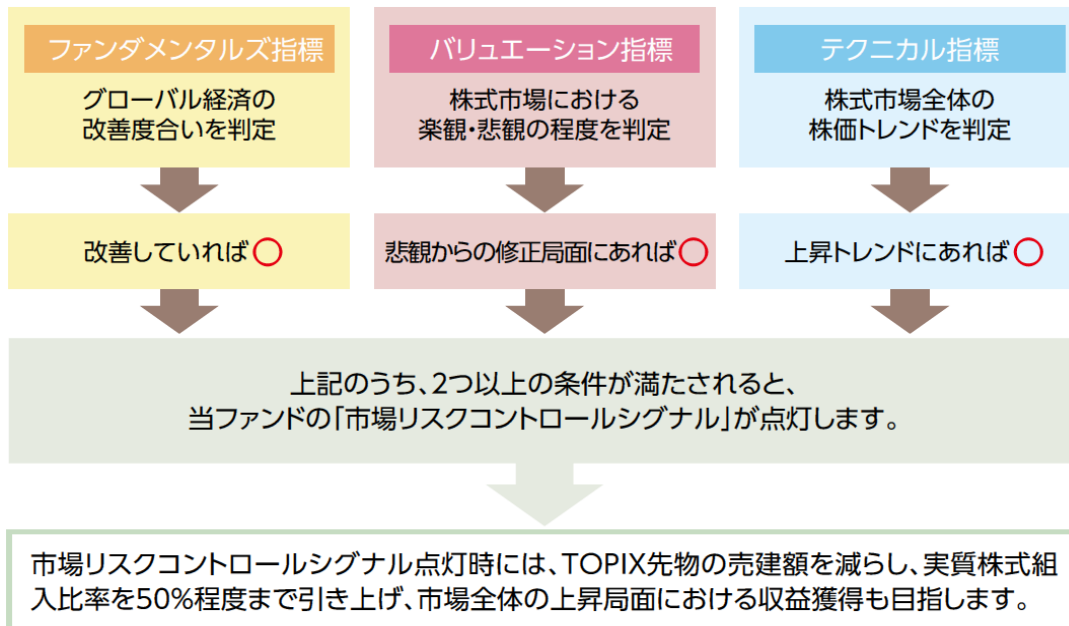 ファンダメンタルズ指標
グローバル経済の
改善度合いを判定
改善していれば〇
バリュエーション指標
株式市場における
楽観・悲観の程度を判定
悲観からの修正局面にあれば〇
テクニカル指標
株式市場全体の
株価トレンドを判定
上昇トレンドにあれば〇
上記のうち、2つ以上の条件が満たされると、
当ファンドの「市場リスクコントロールシグナル」が点灯します。
市場リスクコントロールシグナル点灯時には、TOPIX先物の売建額を減らし、実質株式組
入比率を50%程度まで引き上げ、市場全体の上昇局面における収益獲得も目指します。